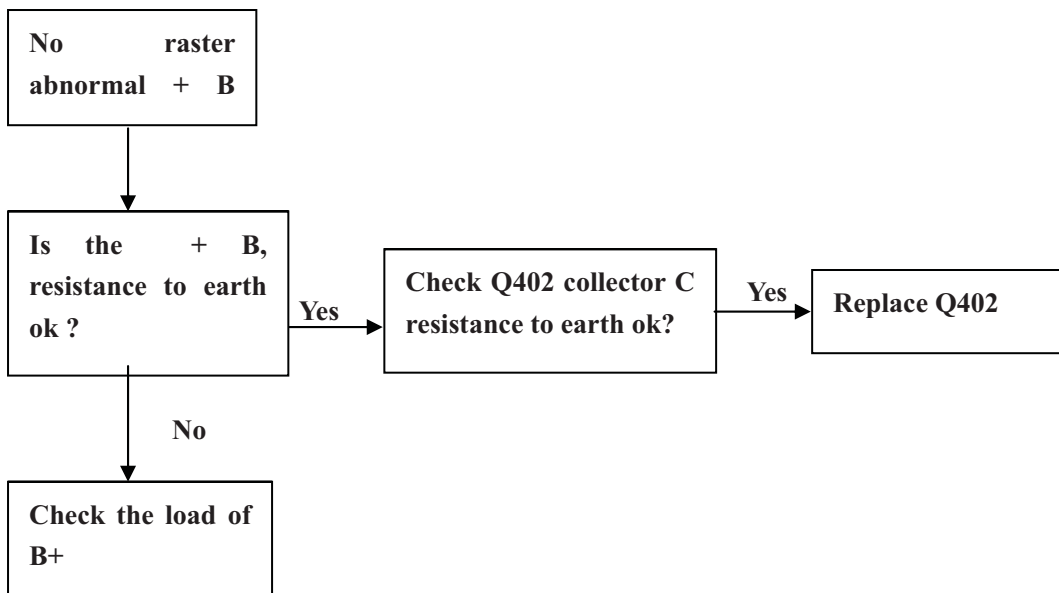 No raster
abnormal + B
Is the + B,
resistance to earth
ok ?
Yes
Check Q402 collector C
resistance to earth ok?
Yes
Replace Q402
No
Check the load of
B+